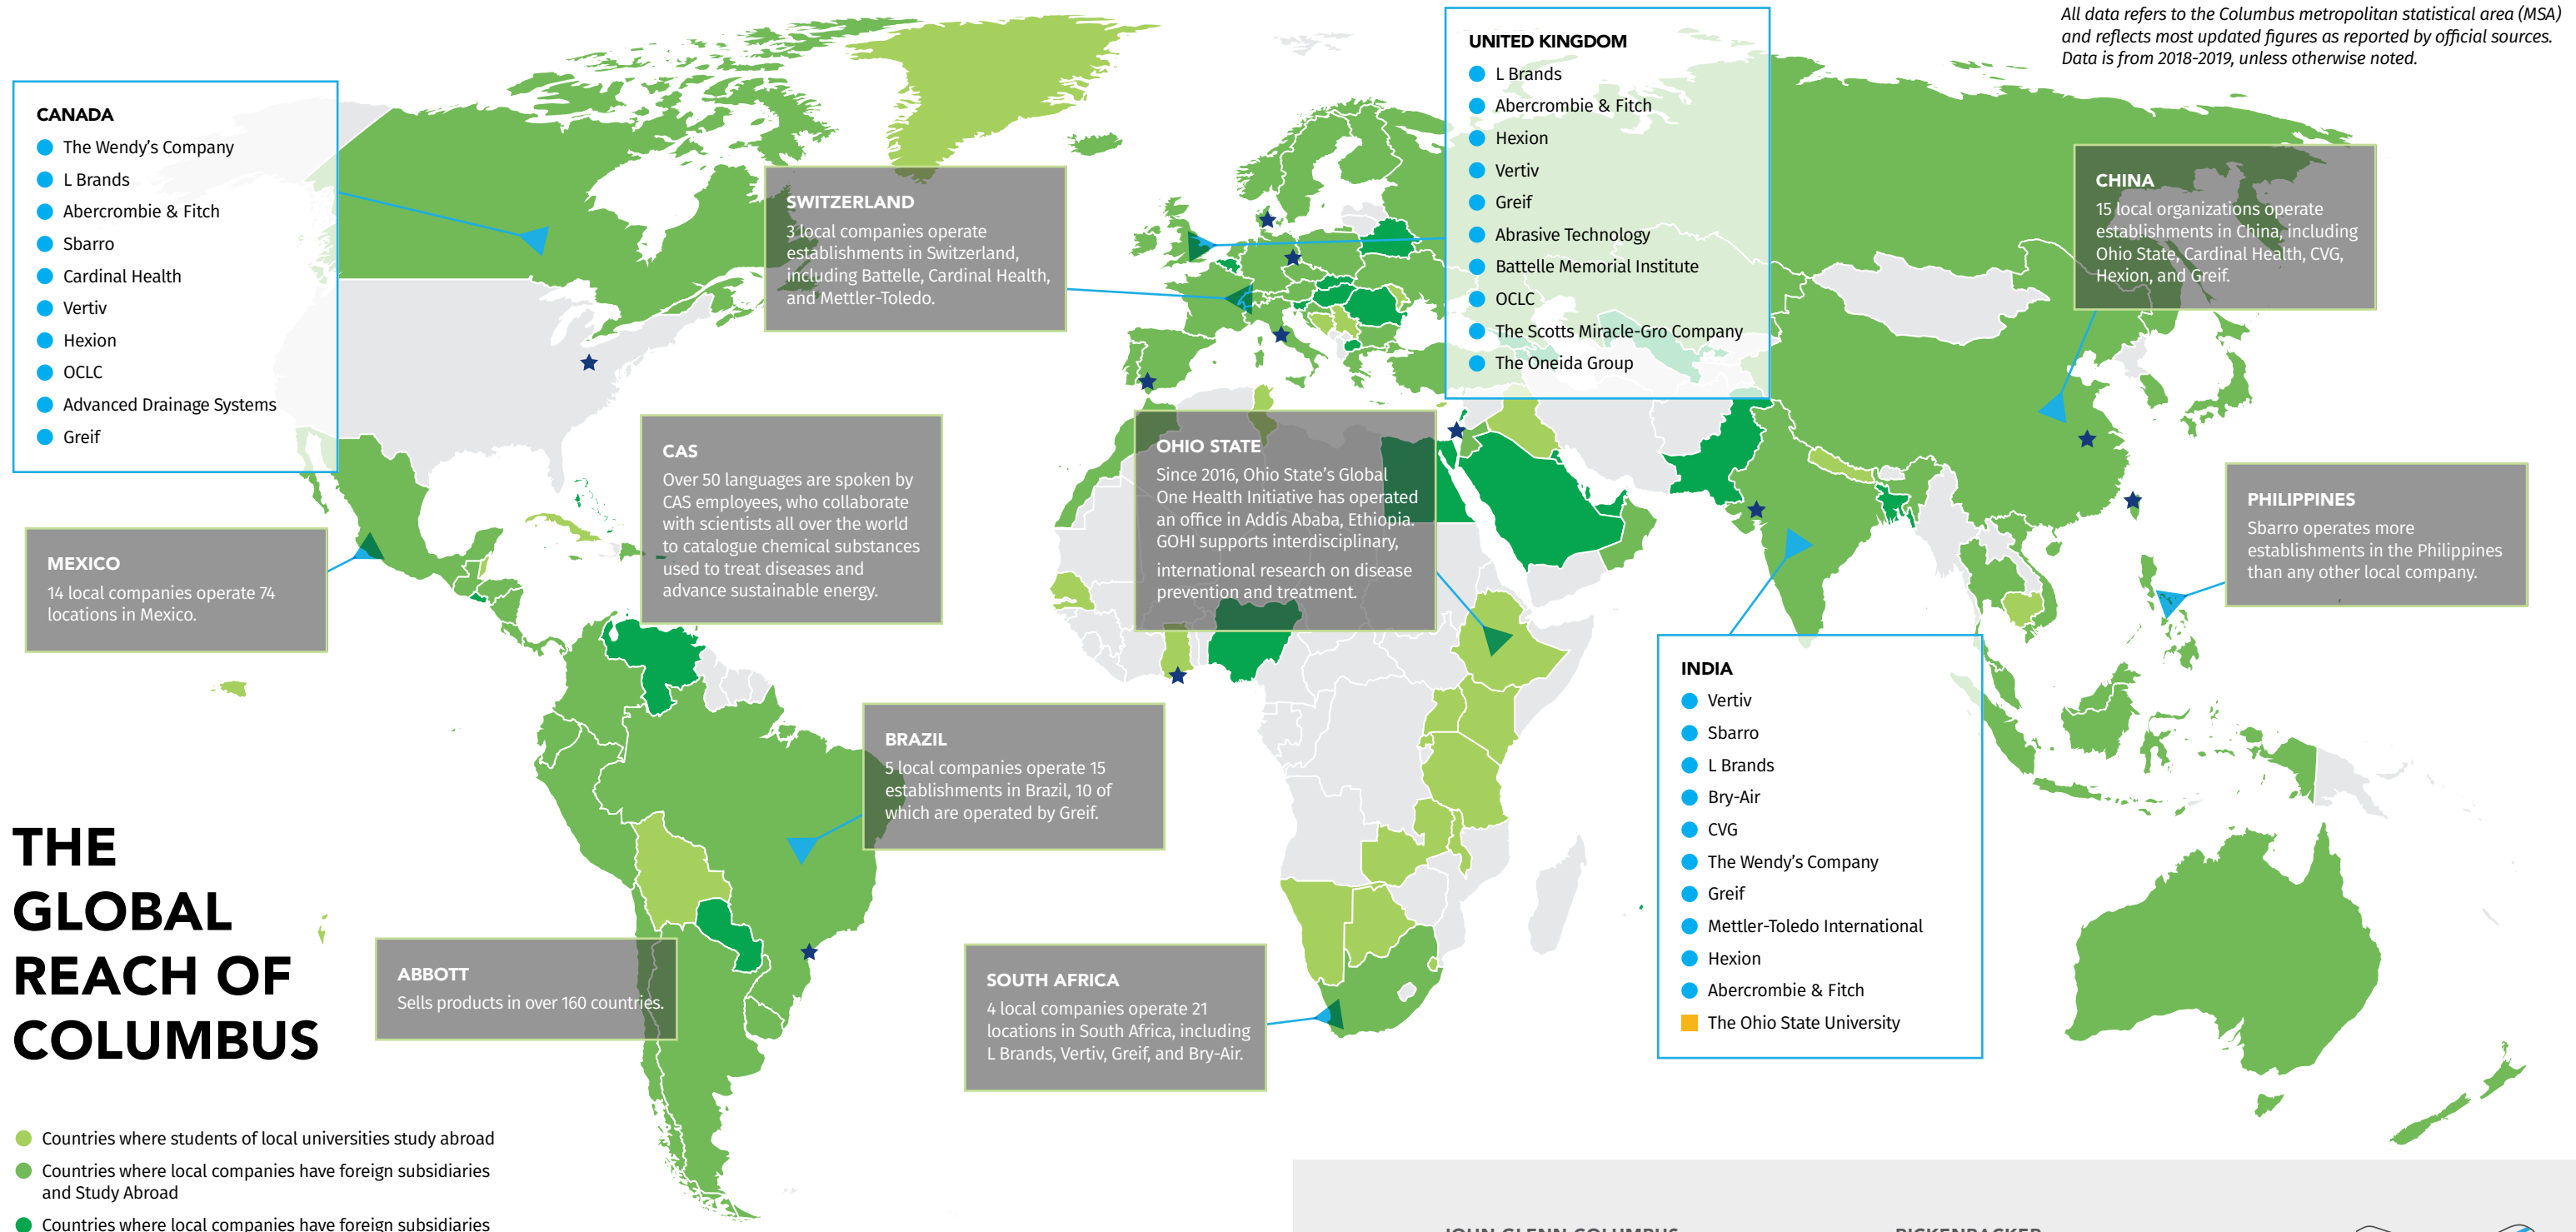 All data refers to the Columbus metropolitan statistical area (MSA)
and reflects most updated figures as reported by official sources.
Data is from 2018-2019, unless otherwise noted.
CANADA
The Wendy's Company
L Brands
Abercrombie & Fitch
Sbarro
Cardinal Health
Vertiv
Hexion
OCLC
Advanced Drainage Systems
Greif
UNITED KINGDOM
L Brands
Abercrombie & Fitch
Hexion
Vertiv
Greif
Abrasive Technology
Battelle Memorial Institute
OCLC
The Scotts Miracle-Gro Company
The Oneida Group
SWITZERLAND
3 local companies operate
establishments in Switzerland,
including Battelle, Cardinal Health,
and Mettler-Toledo.
CHINA
15 local organizations operate
establishments in China, including
Ohio State, Cardinal Health, CVG,
Hexion, and Greif.
CAS
Over 50 languages are spoken by
CAS employees, who collaborate
with scientists all over the world
to catalogue chemical substances
used to treat diseases and
advance sustainable energy.
OHIO STATE
Since 2016, Ohio State's Global
One Health Initiative has operated
an office in Addis Ababa, Ethiopia.
GOHI supports interdisciplinary,
international research on disease
prevention and treatment.
MEXICO
14 local companies operate 74
locations in Mexico.
PHILIPPINES
Sbarro operates more
establishments in the Philippines
than any other local company.
INDIA
Vertiv
Sbarro
L Brands
Bry-Air
CVG
The Wendy's Company
Greif
Mettler-Toledo International
Hexion
Abercrombie & Fitch
The Ohio State University
BRAZIL
5 local companies operate 15
establishments in Brazil, 10 of
which are operated by Greif.
ABBOTT
Sells products in over 160 countries.
SOUTH AFRICA
4 local companies operate 21
locations in South Africa, including
L Brands, Vertiv, Greif, and Bry-Air.
THE
GLOBAL
REACH OF
COLUMBUS
Countries where students of local universities study abroad
Countries where local companies have foreign subsidiaries
and Study Abroad
Countries where local companies have foreign subsidiaries
JOHN GLENN COLUMBUS
RICKENBACKER